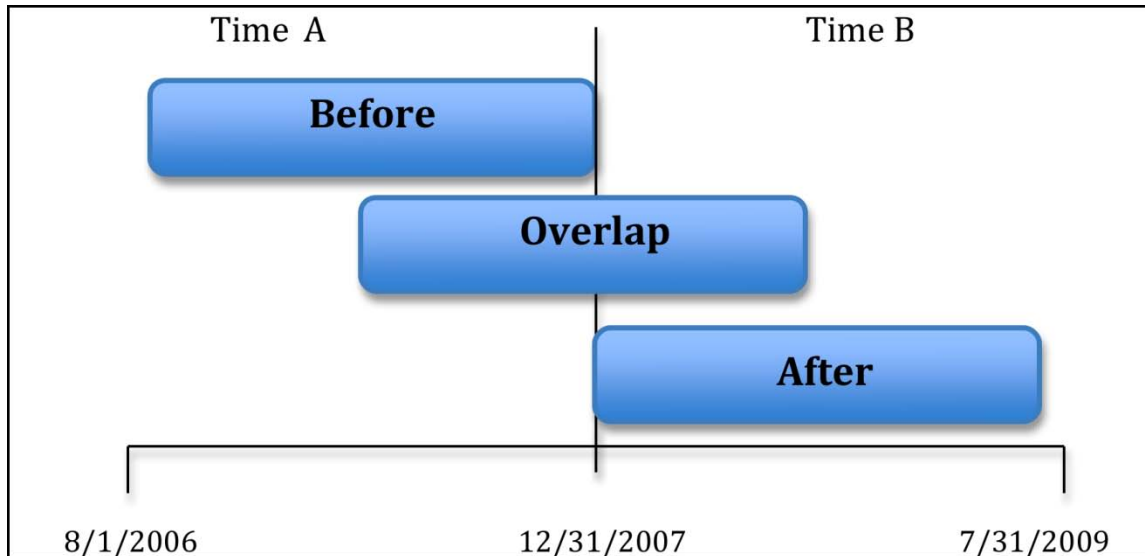 Time A
Time B
Before
Overlap
After
8/1/2006
12/31/2007
7/31/2009